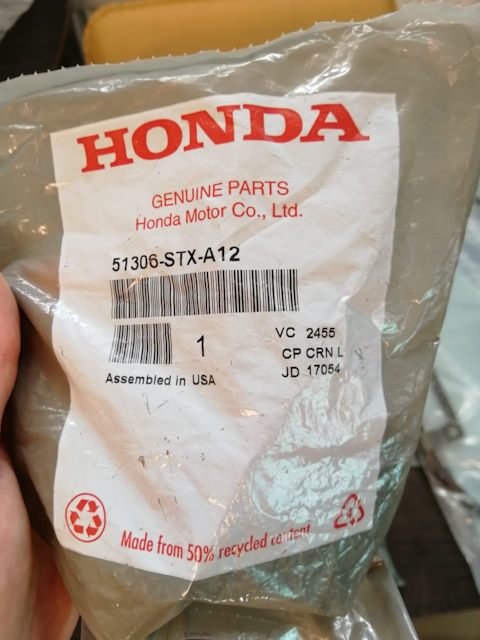 HONDA
GENUINE PARTS
Honda Motor Co., Ltd.
51306-STX-A12
1
VC 2455
CP CRN L
JD 17054
Assembled in USA
Made from 50% recycled content
4